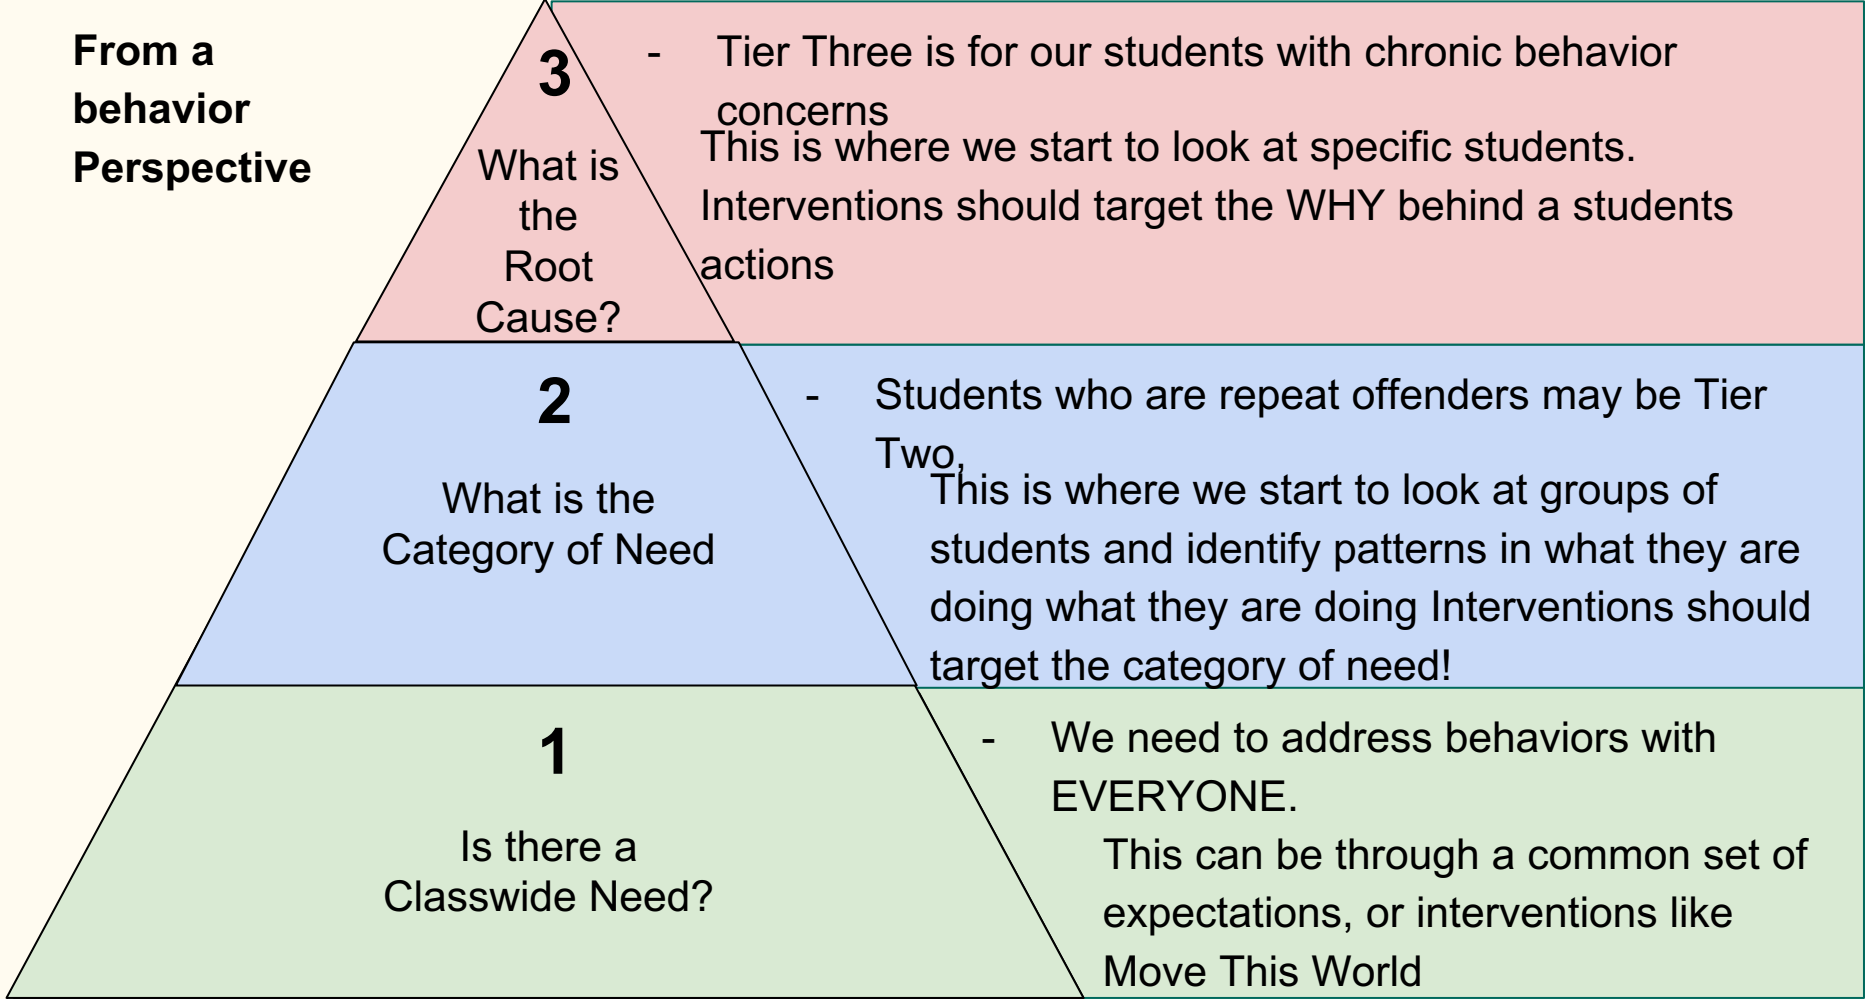 From a
behavior
Perspective
3
What is
the
Root
Cause?
- Tier Three is for our students with chronic behavior
concerns
This is where we start to look at specific students.
Interventions should target the WHY behind a students
actions
2
What is the
Category of Need
- Students who are repeat offenders may be Tier
Two,
This is where we start to look at groups of
students and identify patterns in what they are
doing what they are doing Interventions should
target the category of need!
1
Is there a
Classwide Need?
- We need to address behaviors with
EVERYONE.
This can be through a common set of
expectations, or interventions like
Move This World